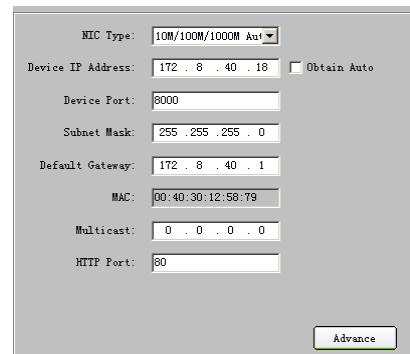 NIC Type: 10M/100M/1000M Aut
Device IP Address: 172 . 8 . 40 . 18 Obtain Auto
Device Port: 8000
Subnet Mask: 255 .255 .255 . 0
Default Gateway: 172 . 8 . 40 . 1
MAC: 00:40:30:12:58:79
Multicast: 0 . 0 . 0 . 0
HTTP Port: 80
Advance